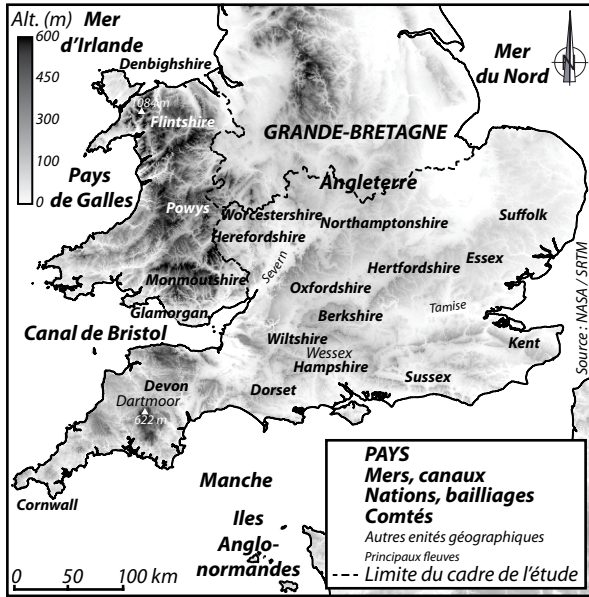 Alt. (m)
600
450
300
100
0
Mer
d'Irlande
Denbighshire
1084 m
Flintshire
Mer
du Nord
N
GRANDE-BRETAGNE
Pays
de Galles
Angleterre
Powys
Worcestershire
Herefordshire
Northamptonshire
Suffolk
Severn
Hertfordshire
Essex
Monmoutshire
Oxfordshire
Glamorgan
Berkshire
Tamise
Canal de Bristol
Wiltshire
Wessex
Hampshire
Kent
Sussex
Devon
Dartmoor
622 m
Dorset
Cornwall
Manche
Iles
Anglo-
normandes
Source : NASA / SRTM
PAYS
Mers, canaux
Nations, bailliages
Comtés
Autres enités géographiques
Principaux fleuves
Limite du cadre de l'étude
0 50 100 km